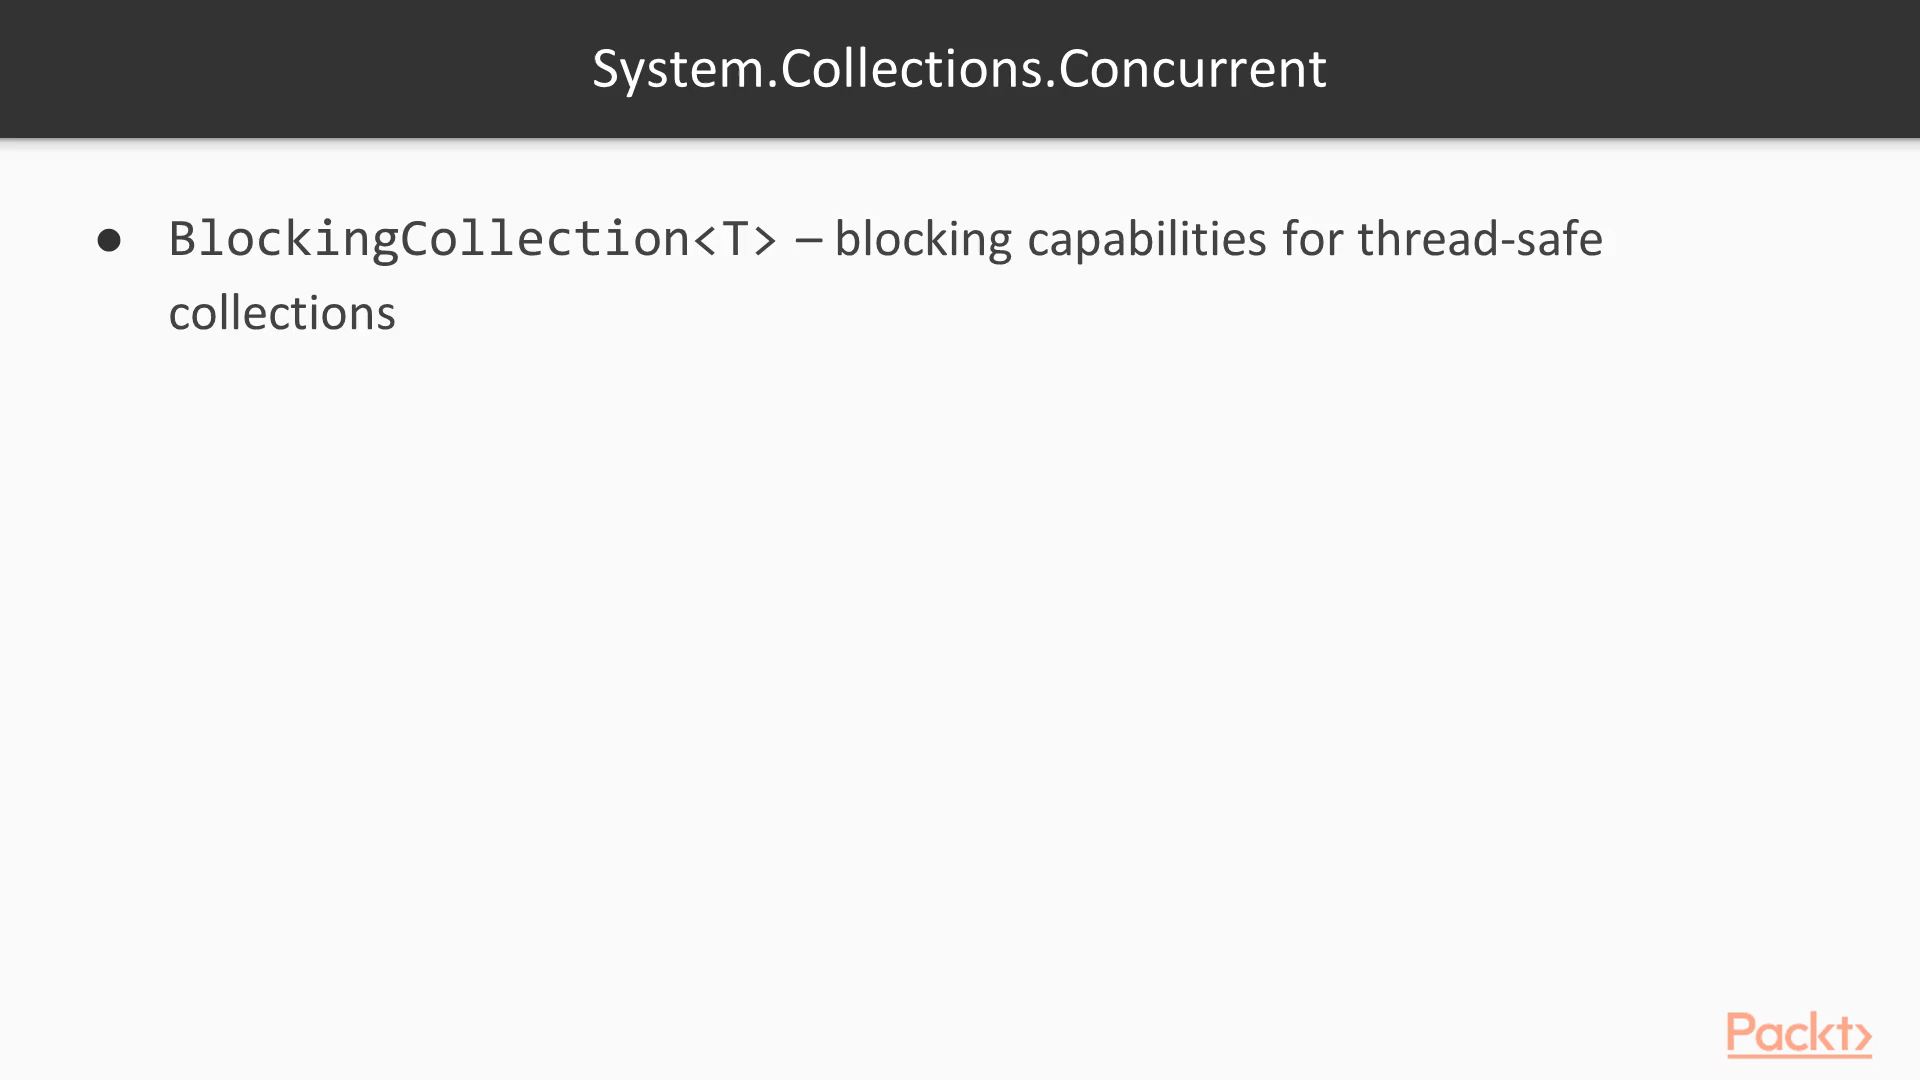 System.Collections.Concurrent
● BlockingCollection<T> – blocking capabilities for thread-safe
collections
Packt>